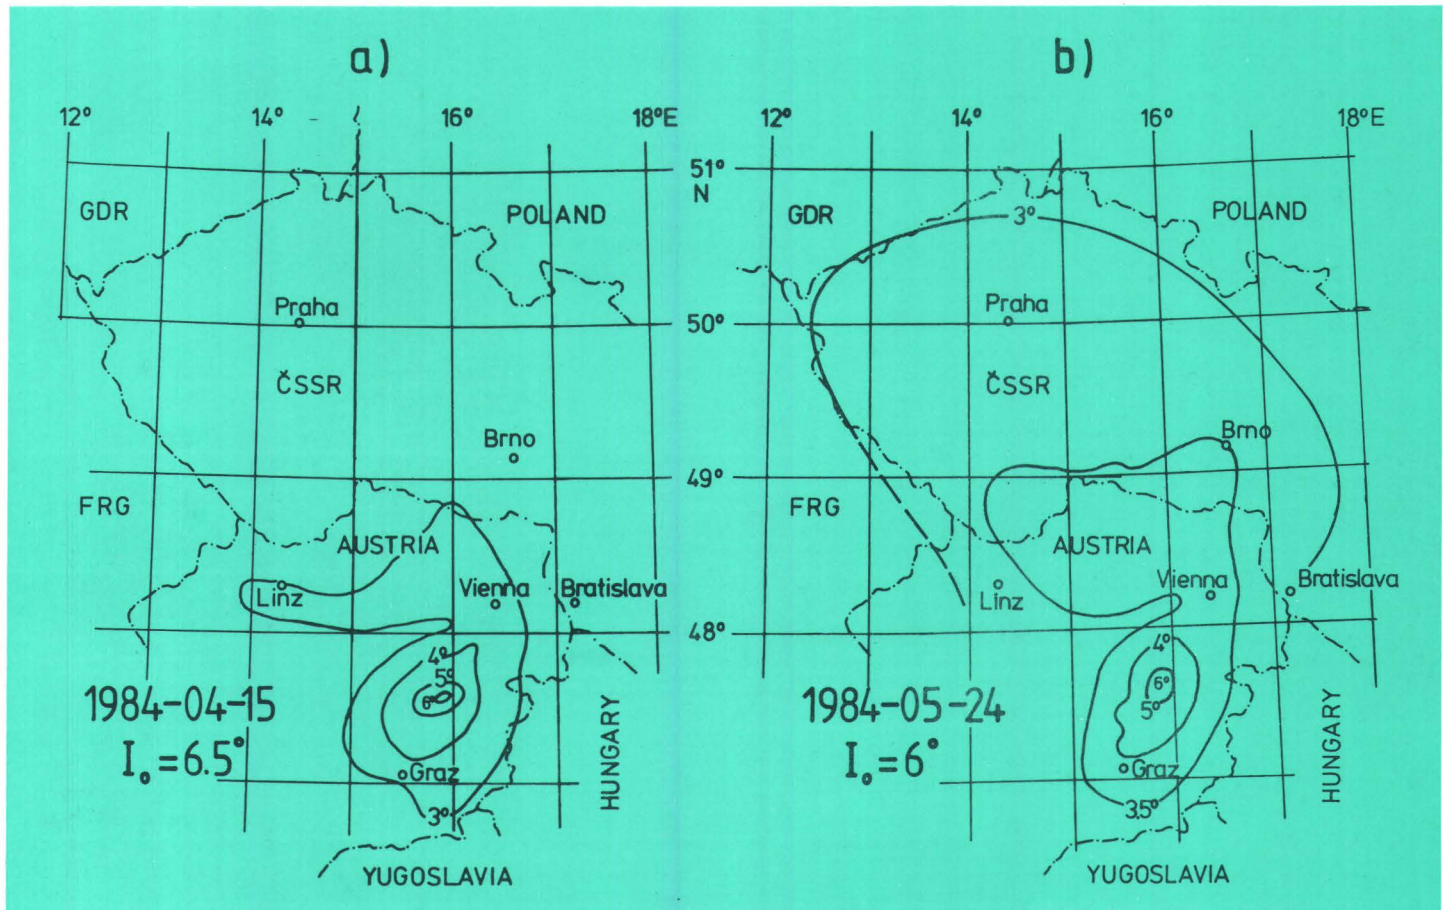 a)
12° 14° 16° 18°E
GDR
POLAND
Praha
ČSSR
Brno
FRG
AUSTRIA
Linz
Vienna
Bratislava
4°
5°
6°
1984-04-15
I₀=6.5°
Graz
3°
HUNGARY
YUGOSLAVIA
51°
N
50°
49°
48°
b)
12° 14° 16° 18°E
GDR
3°
POLAND
Praha
ČSSR
Brno
FRG
AUSTRIA
Linz
Vienna
Bratislava
4°
6°
5°
1984-05-24
I₀=6°
Graz
3.5°
HUNGARY
YUGOSLAVIA